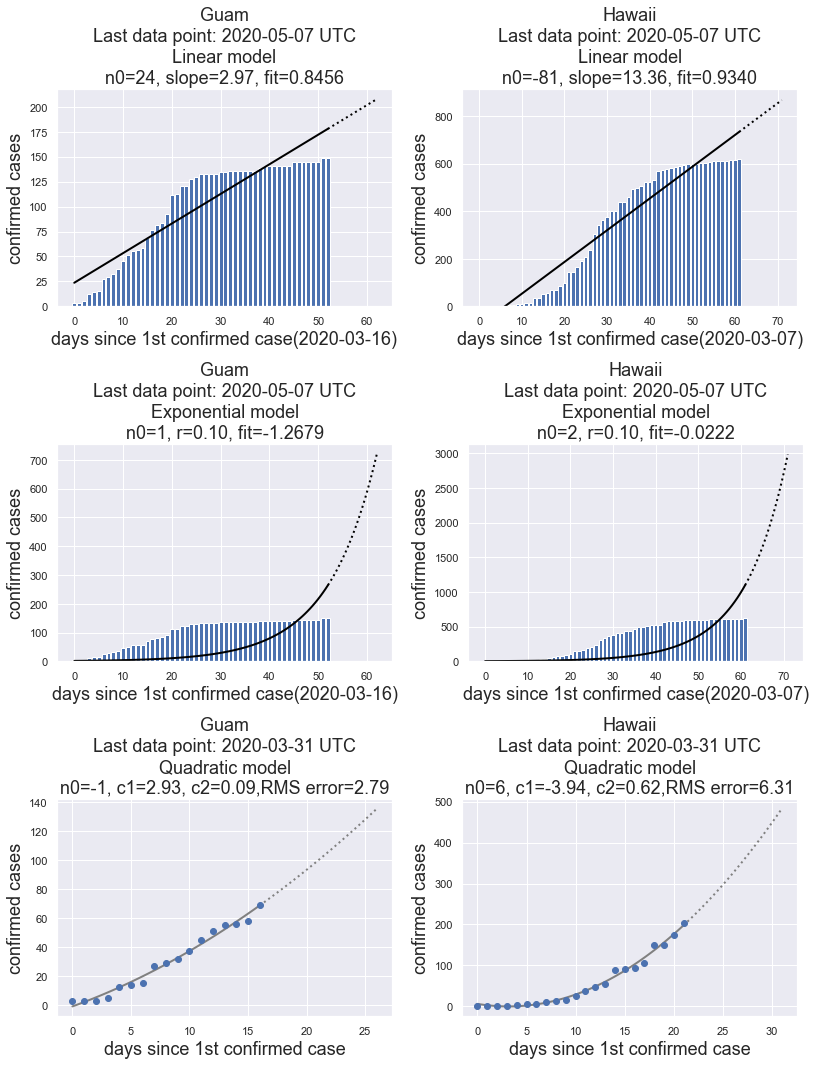 Guam
Last data point: 2020-05-07 UTC
Linear model
n0=24, slope=2.97, fit=0.8456
200
175
150
125
100
75
50
25
0
confirmed cases
0 10 20 30 40 50 60
days since 1st confirmed case(2020-03-16)
Hawaii
Last data point: 2020-05-07 UTC
Linear model
n0=-81, slope=13.36, fit=0.9340
800
600
400
200
0
confirmed cases
0 10 20 30 40 50 60 70
days since 1st confirmed case(2020-03-07)
Guam
Last data point: 2020-05-07 UTC
Exponential model
n0=1, r=0.10, fit=-1.2679
700
600
500
400
300
200
100
0
confirmed cases
0 10 20 30 40 50 60
days since 1st confirmed case(2020-03-16)
Hawaii
Last data point: 2020-05-07 UTC
Exponential model
n0=2, r=0.10, fit=-0.0222
3000
2500
2000
1500
1000
500
0
confirmed cases
0 10 20 30 40 50 60 70
days since 1st confirmed case(2020-03-07)
Guam
Last data point: 2020-03-31 UTC
Quadratic model
n0=-1, c1=2.93, c2=0.09,RMS error=2.79
140
120
100
80
60
40
20
0
confirmed cases
0 5 10 15 20 25
days since 1st confirmed case
Hawaii
Last data point: 2020-03-31 UTC
Quadratic model
n0=6, c1=-3.94, c2=0.62,RMS error=6.31
500
400
300
200
100
0
confirmed cases
0 5 10 15 20 25 30
days since 1st confirmed case